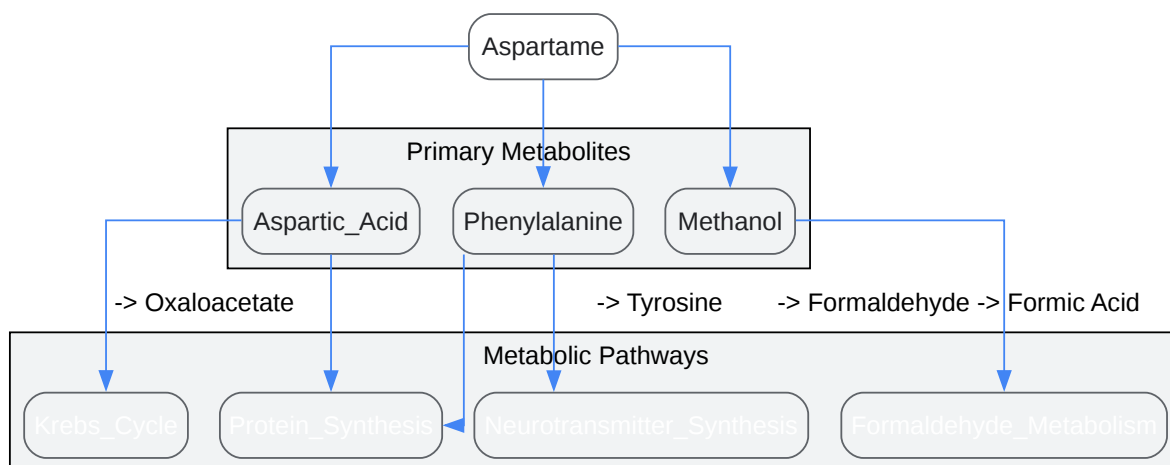 Aspartame
Primary Metabolites
Aspartic_Acid
Phenylalanine
Methanol
-> Oxaloacetate
-> Tyrosine
-> Formaldehyde -> Formic Acid
Metabolic Pathways
Krebs_Cycle
Protein_Synthesis
Neurotransmitter_Synthesis
Formaldehyde_Metabolism